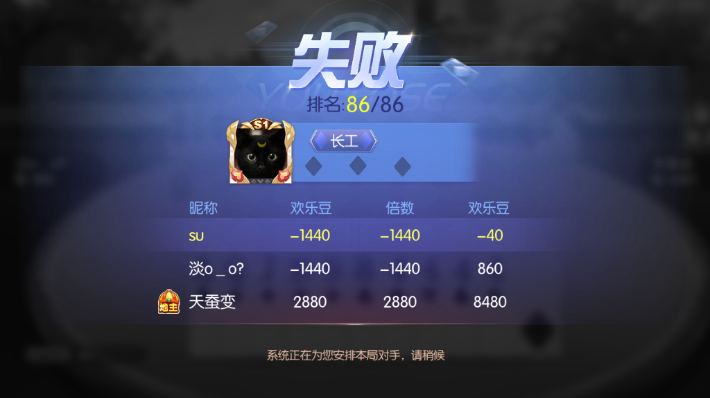 失败
排名:86/86
S1
长工
昵称 欢乐豆 倍数 欢乐豆
su -1440 -1440 -40
淡o_o? -1440 -1440 860
地主 天蚕变 2880 2880 8480
系统正在为您安排本局对手，请稍候